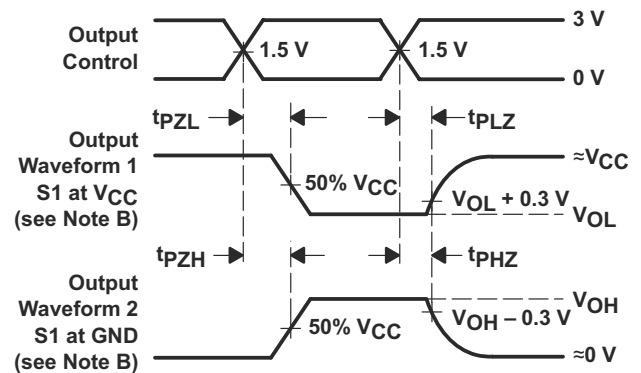 Output
Control
1.5 V
1.5 V
3 V
0 V
tPZL
tPLZ
Output
Waveform 1
S1 at VCC
(see Note B)
50% VCC
≈VCC
VOL + 0.3 V
VOL
tPZH
tPHZ
Output
Waveform 2
S1 at GND
(see Note B)
50% VCC
VOH
VOH – 0.3 V
≈0 V